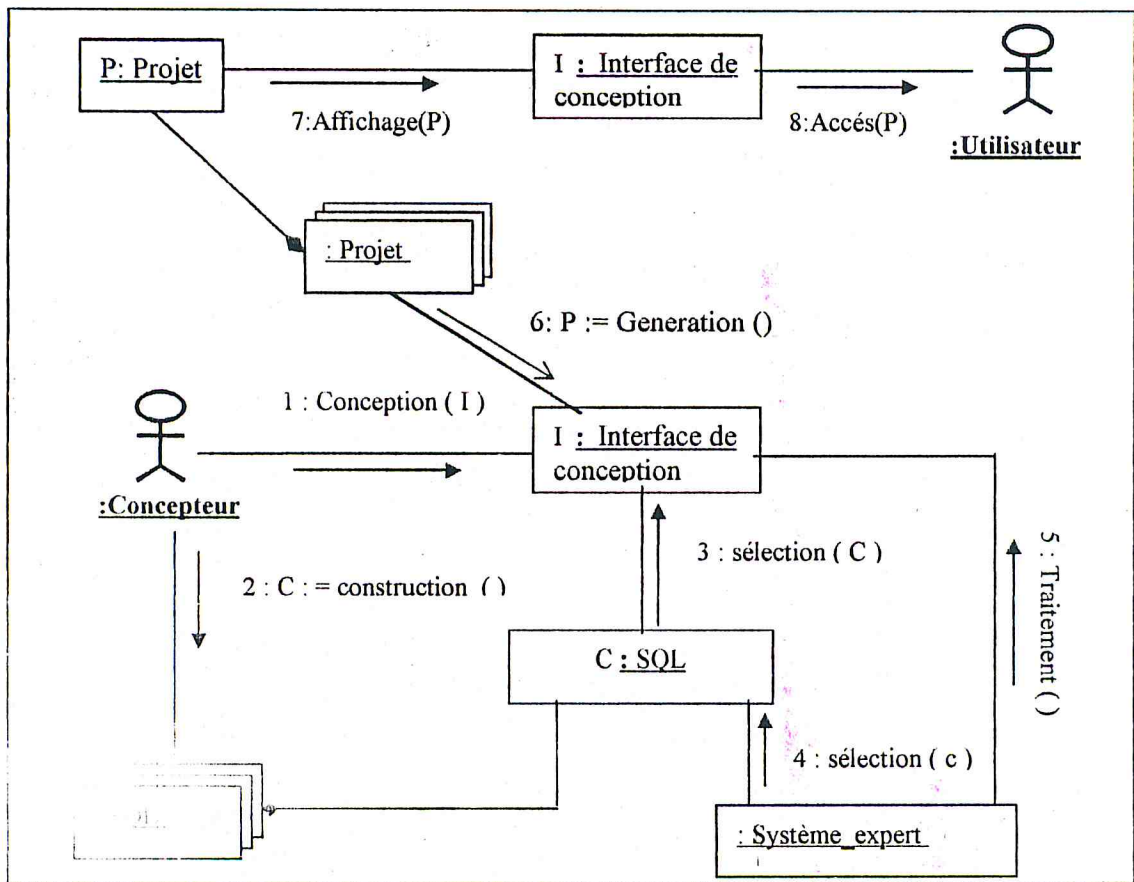 P: Projet
I : Interface de
conception
7:Affichage(P)
8:Accés(P)
:Utilisateur
: Projet
6: P := Generation ()
1 : Conception ( I )
I : Interface de
conception
:Concepteur
3 : sélection ( C )
5 : Traitement ( )
2 : C : = construction ( )
C : SQL
4 : sélection ( c )
: Système_expert